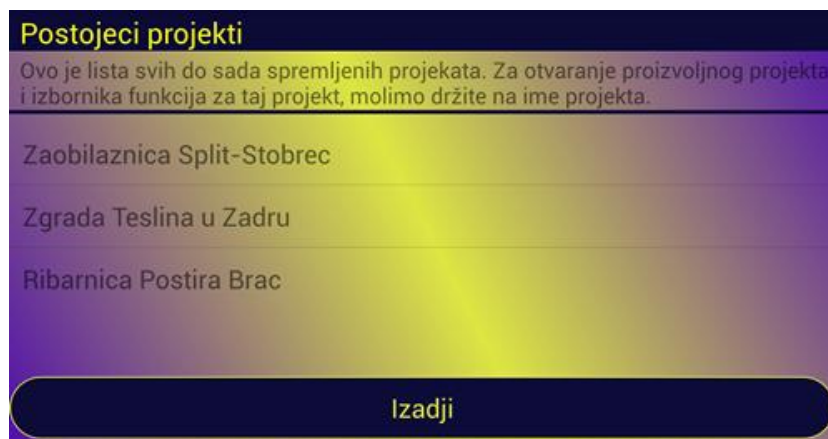 Postojeci projekti
Ovo je lista svih do sada spremljenih projekata. Za otvaranje proizvoljnog projekta
i izbornika funkcija za taj projekt, molimo držite na ime projekta.
Zaobilaznica Split-Stobrec
Zgrada Teslina u Zadru
Ribarnica Postira Brac
Izadji